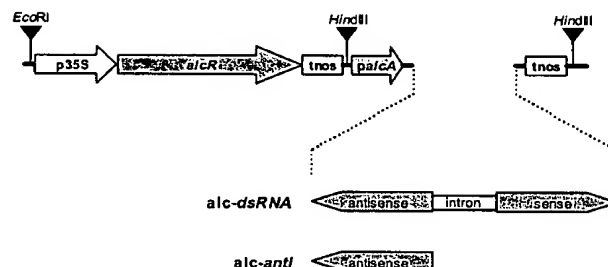 EcoRI
HindIII
HindIII
p35S
alcR
tnos
palcA
tnos
alc-dsRNA
antisense
intron
sense
alc-anti
antisense